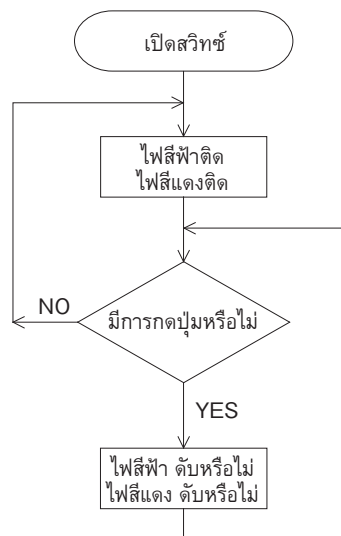 เปิดสวิทซ์
ไฟสีฟ้าติด
ไฟสีแดงติด
มีการกดปุ่มหรือไม่
NO
YES
ไฟสีฟ้า ดับหรือไม่
ไฟสีแดง ดับหรือไม่